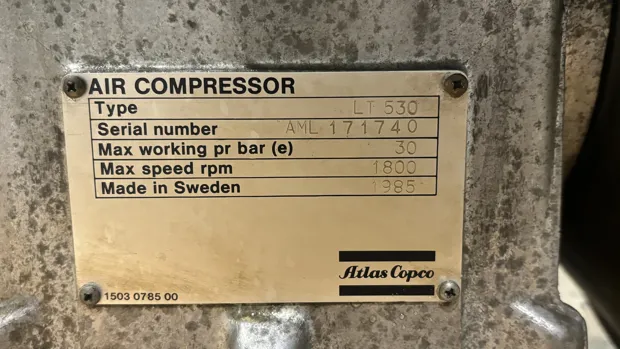 AIR COMPRESSOR
Type LT 530
Serial number AML 171740
Max working pr bar (e) 30
Max speed rpm 1800
Made in Sweden 1985
Atlas Copco
1503 0785 00